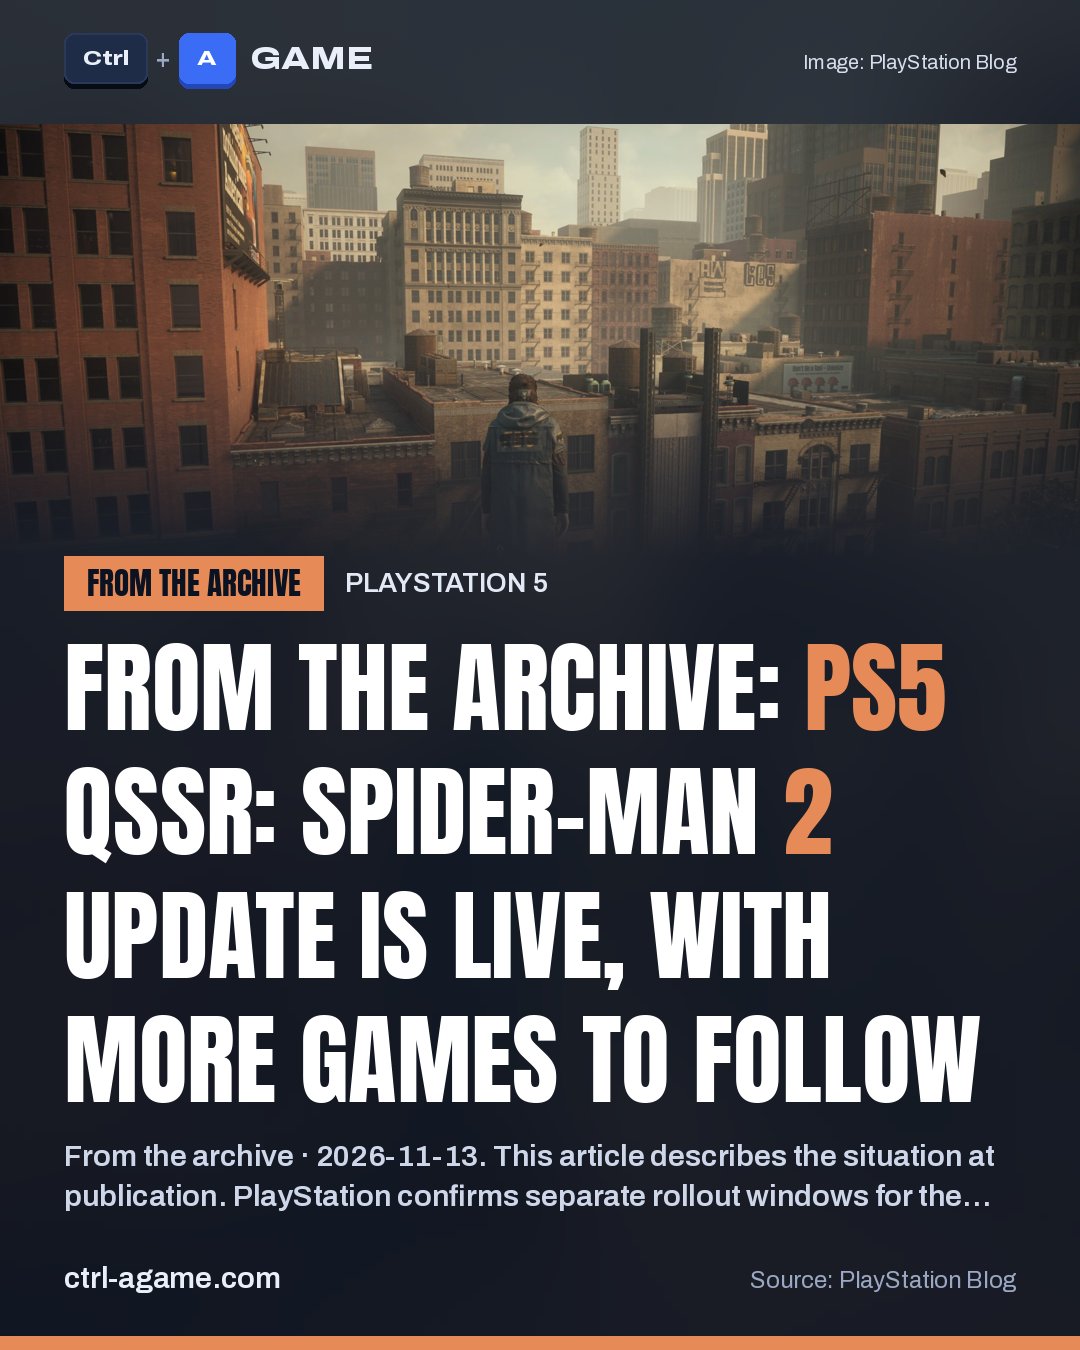 Ctrl + A GAME
Image: PlayStation Blog
FROM THE ARCHIVE
PLAYSTATION 5
FROM THE ARCHIVE: PS5
QSSR: SPIDER-MAN 2
UPDATE IS LIVE, WITH
MORE GAMES TO FOLLOW
From the archive · 2026-11-13. This article describes the situation at
publication. PlayStation confirms separate rollout windows for the...
ctrl-agame.com
Source: PlayStation Blog